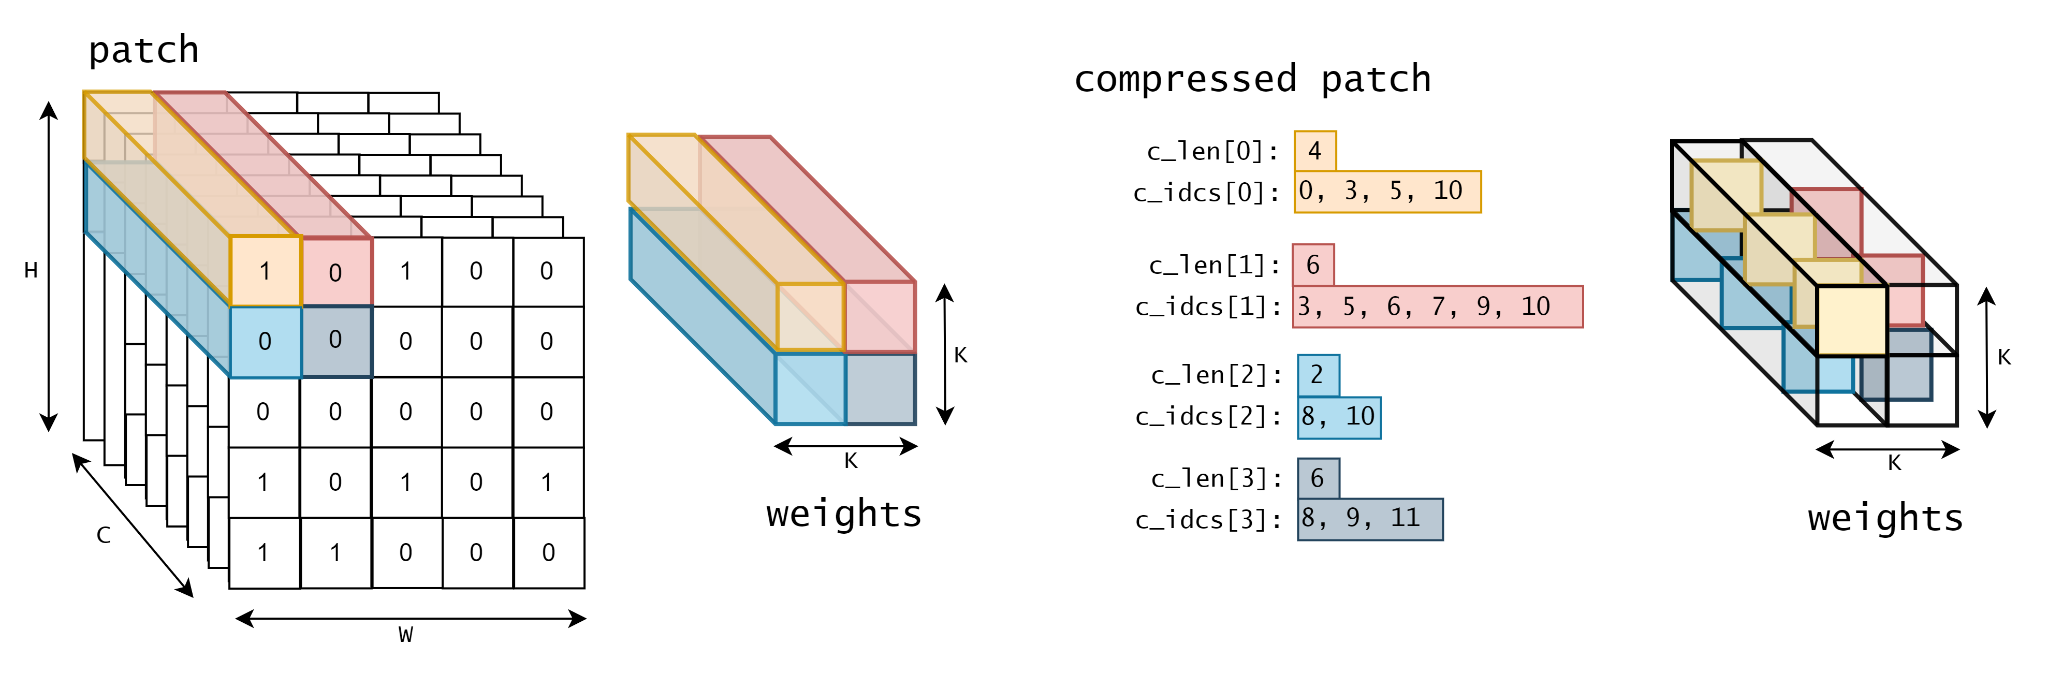 patch
H
1 0 1 0 0
0 0 0 0 0
0 0 0 0 0
1 0 1 0 1
1 1 0 0 0
C
W
K
K
weights
compressed patch
c_len[0]: 4
c_idcs[0]: 0, 3, 5, 10
c_len[1]: 6
c_idcs[1]: 3, 5, 6, 7, 9, 10
c_len[2]: 2
c_idcs[2]: 8, 10
c_len[3]: 6
c_idcs[3]: 8, 9, 11
K
K
weights